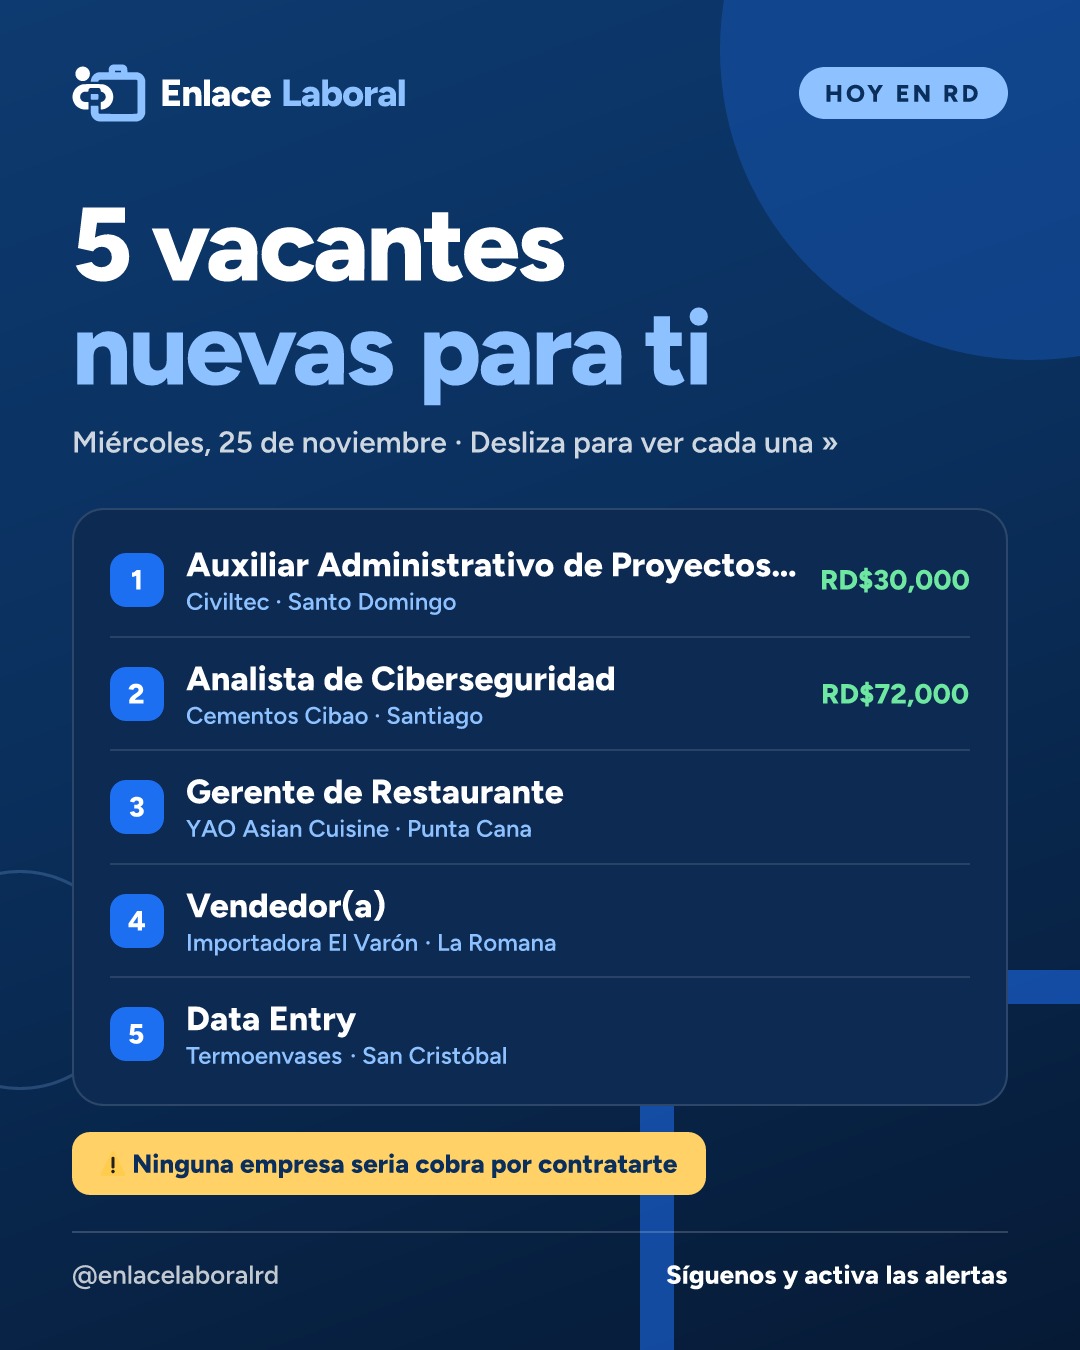 Enlace Laboral
HOY EN RD
5 vacantes
nuevas para ti
Miércoles, 25 de noviembre · Desliza para ver cada una »
1
Auxiliar Administrativo de Proyectos...
Civiltec · Santo Domingo
RD$30,000
2
Analista de Ciberseguridad
Cementos Cibao · Santiago
RD$72,000
3
Gerente de Restaurante
YAO Asian Cuisine · Punta Cana
4
Vendedor(a)
Importadora El Varón · La Romana
5
Data Entry
Termoenvases · San Cristóbal
⚠️ Ninguna empresa seria cobra por contratarte
@enlacelaboralrd
Síguenos y activa las alertas